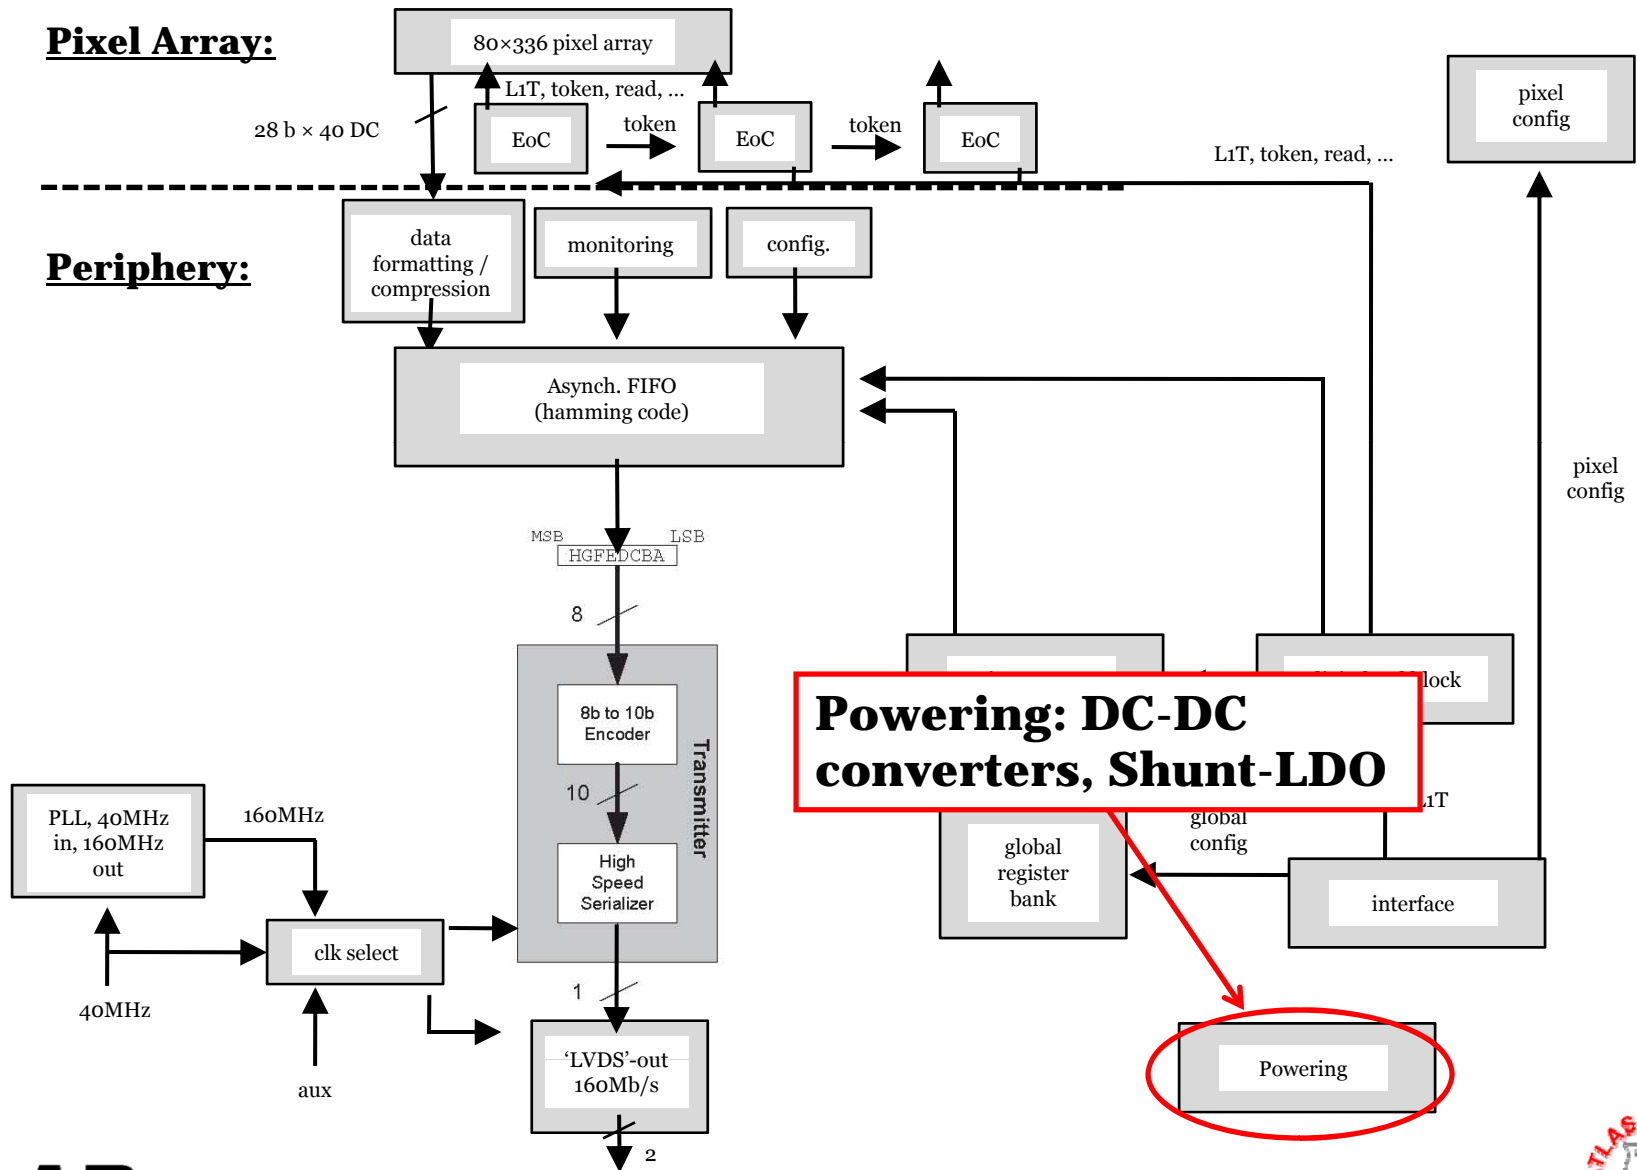 Pixel Array:
80×336 pixel array
L1T, token, read, ...
28 b × 40 DC
EoC
token
EoC
token
EoC
L1T, token, read, ...
pixel
config
Periphery:
data
formatting /
compression
monitoring
config.
Asynch. FIFO
(hamming code)
pixel
config
MSB
LSB
HGFEDCBA
8
8b to 10b
Encoder
10
High
Speed
Serializer
Transmitter
1
lock
Powering: DC-DC
converters, Shunt-LDO
L1T
global
config
global
register
bank
interface
PLL, 40MHz
in, 160MHz
out
160MHz
clk select
40MHz
aux
'LVDS'-out
160Mb/s
2
Powering
ATLAS